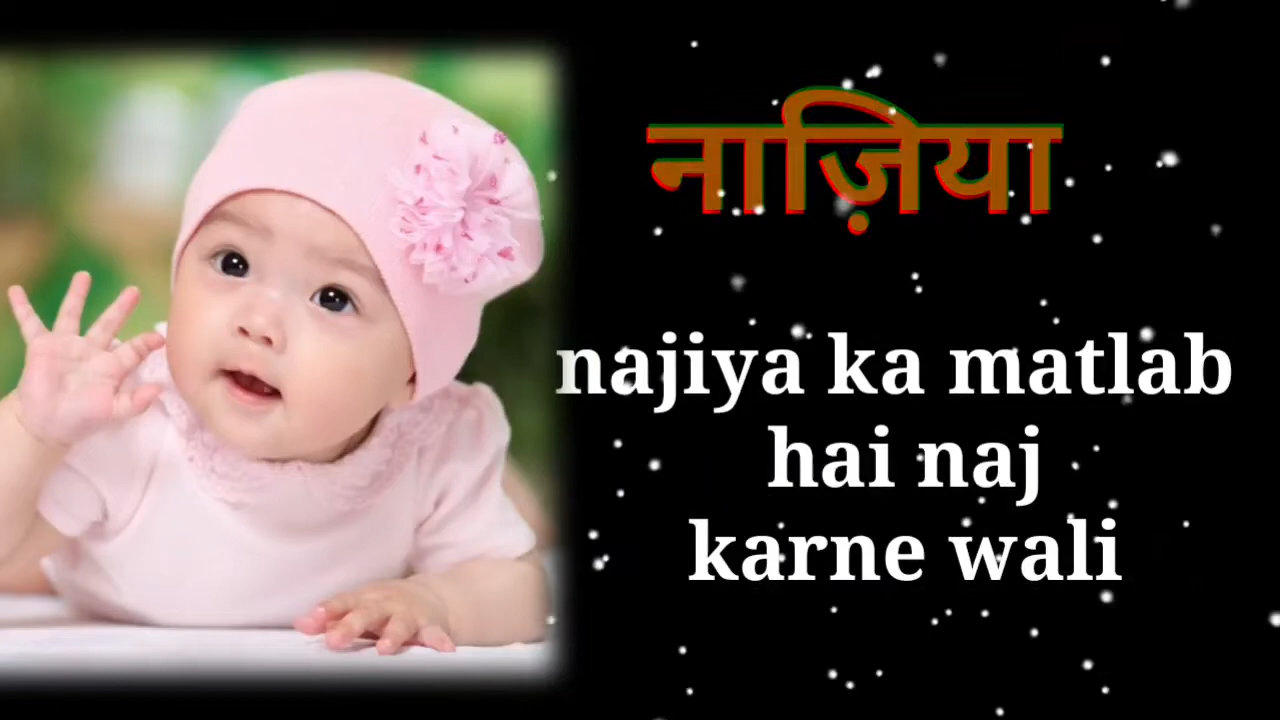 नाज़िया
najiya ka matlab
hai naj
karne wali